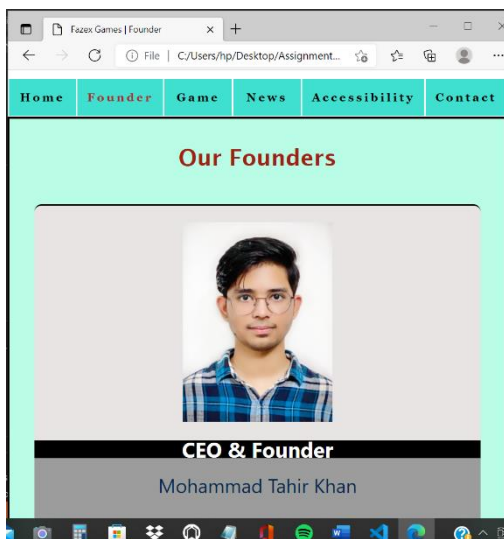 Fazex Games | Founder
File | C:/Users/hp/Desktop/Assignment...
Home Founder Game News Accessibility Contact
Our Founders
CEO & Founder
Mohammad Tahir Khan